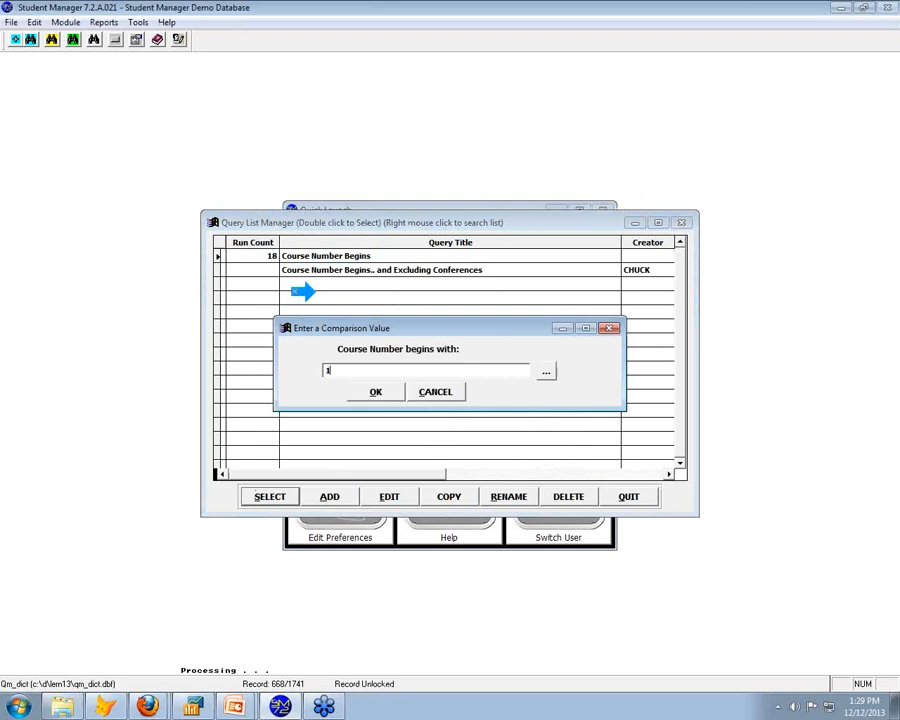 Student Manager 7.2.A.021 - Student Manager Demo Database
File Edit Module Reports Tools Help
Query List Manager (Double click to Select) (Right mouse click to search list)
Run Count Query Title Creator
18 Course Number Begins
Course Number Begins.. and Excluding Conferences CHUCK
Enter a Comparison Value
Course Number begins with:
1
...
OK CANCEL
SELECT ADD EDIT COPY RENAME DELETE QUIT
Edit Preferences Help Switch User
Processing . . .
Qm_dict (c:\d\lern13\qm_dict.dbf) Record: 668/1741 Record Unlocked NUM
1:29 PM
12/12/2013